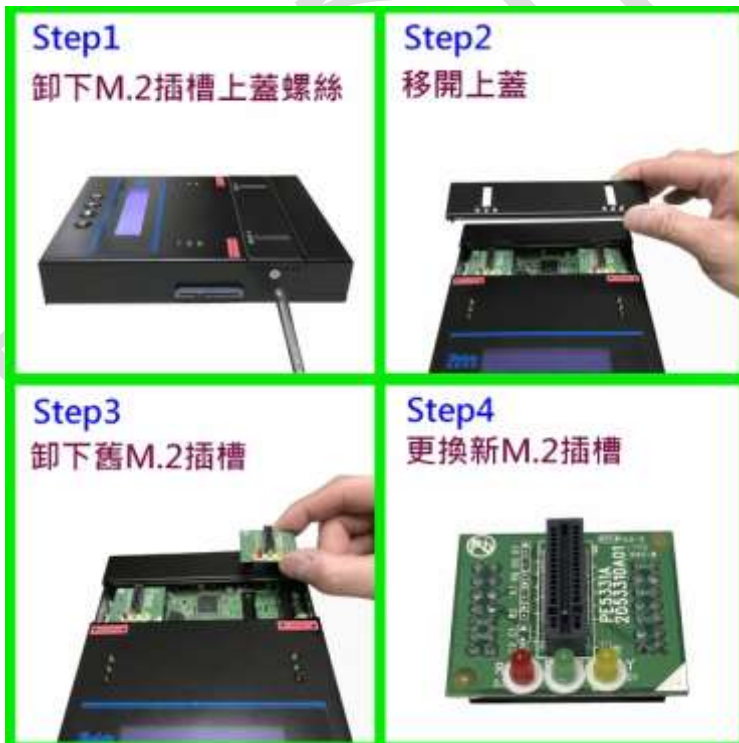 Step1
卸下M.2插槽上蓋螺絲
Step2
移開上蓋
Step3
卸下舊M.2插槽
Step4
更換新M.2插槽
PE5331A
2D53310A01